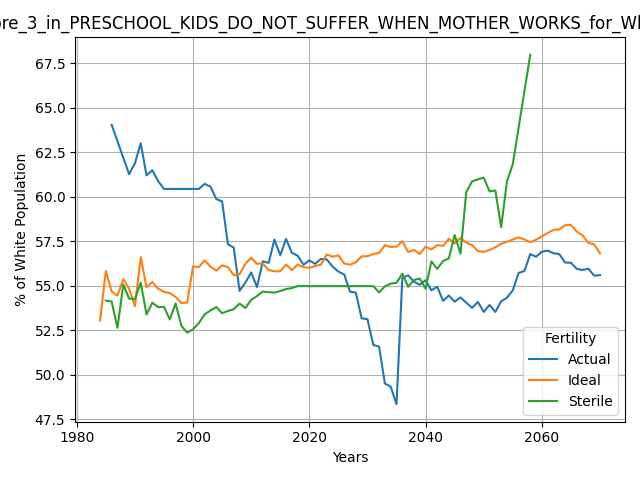 ore_3_in_PRESCHOOL_KIDS_DO_NOT_SUFFER_WHEN_MOTHER_WORKS_for_Wh
67.5
65.0
62.5
60.0
57.5
55.0
52.5
50.0
47.5
% of White Population
1980
2000
2020
2040
2060
Years
Fertility
Actual
Ideal
Sterile